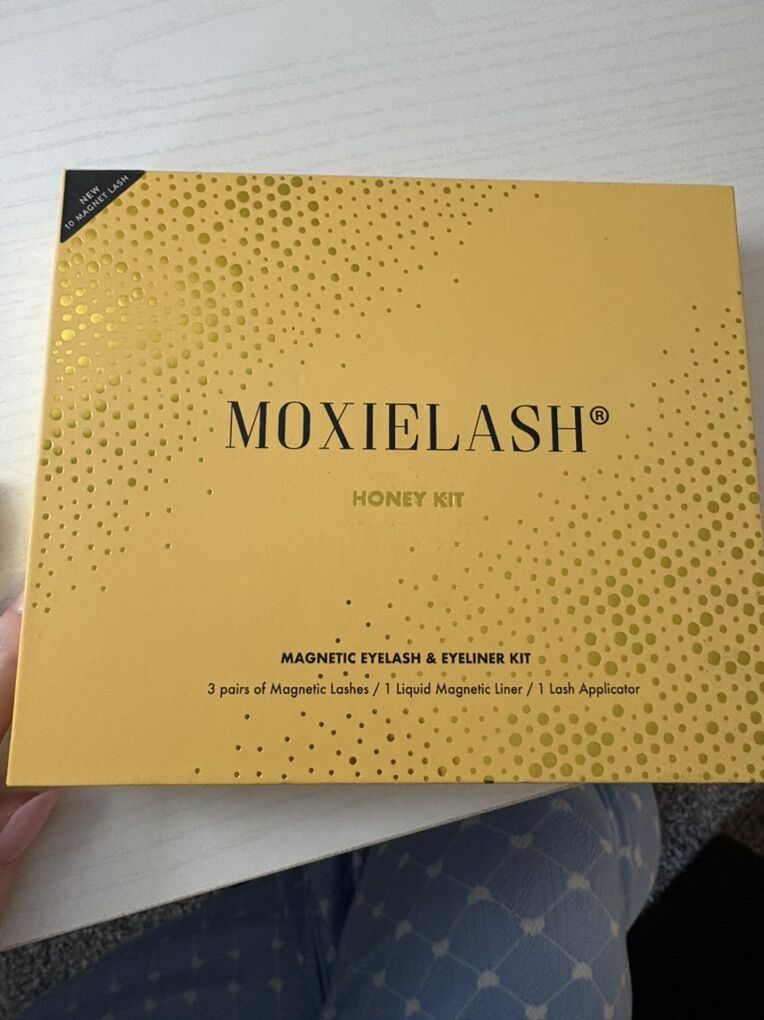 NEW
10 MAGNET LASH
MOXIELASH®
HONEY KIT
MAGNETIC EYELASH & EYELINER KIT
3 pairs of Magnetic Lashes / 1 Liquid Magnetic Liner / 1 Lash Applicator